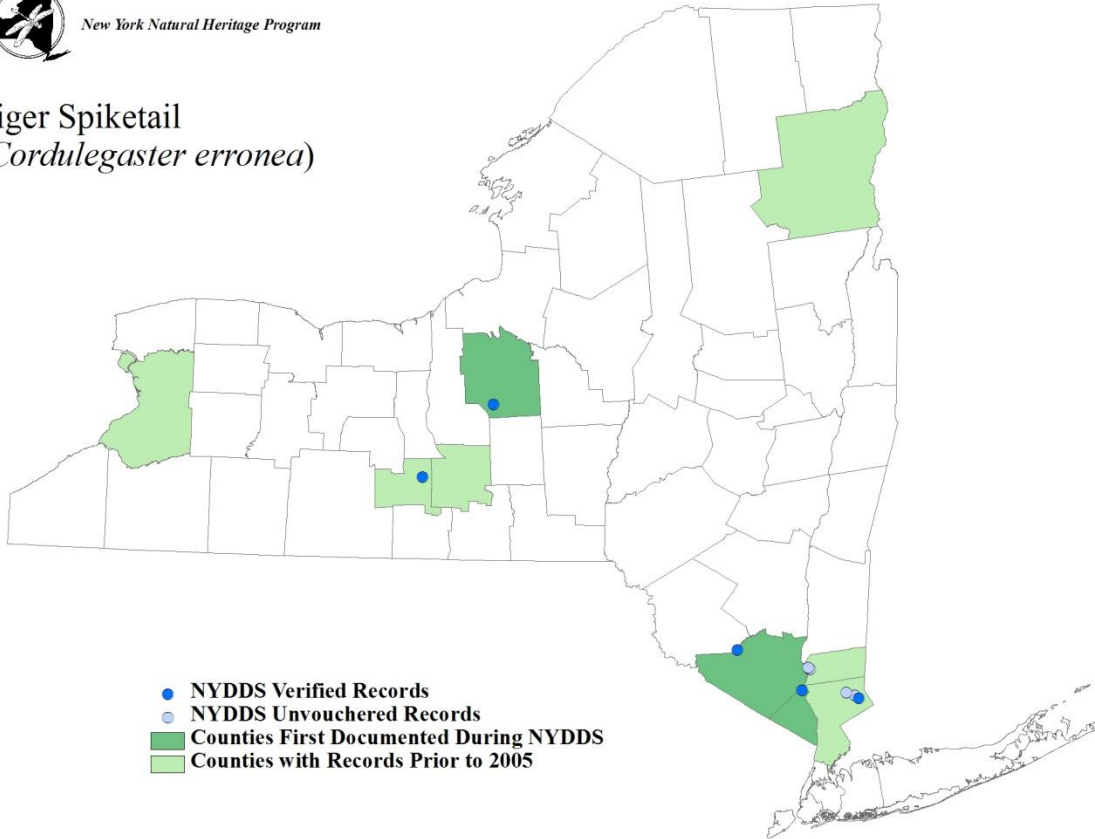 New York Natural Heritage Program
iger Spiketail
Cordulegaster erronea)
NYDDS Verified Records
NYDDS Unvouchered Records
Counties First Documented During NYDDS
Counties with Records Prior to 2005